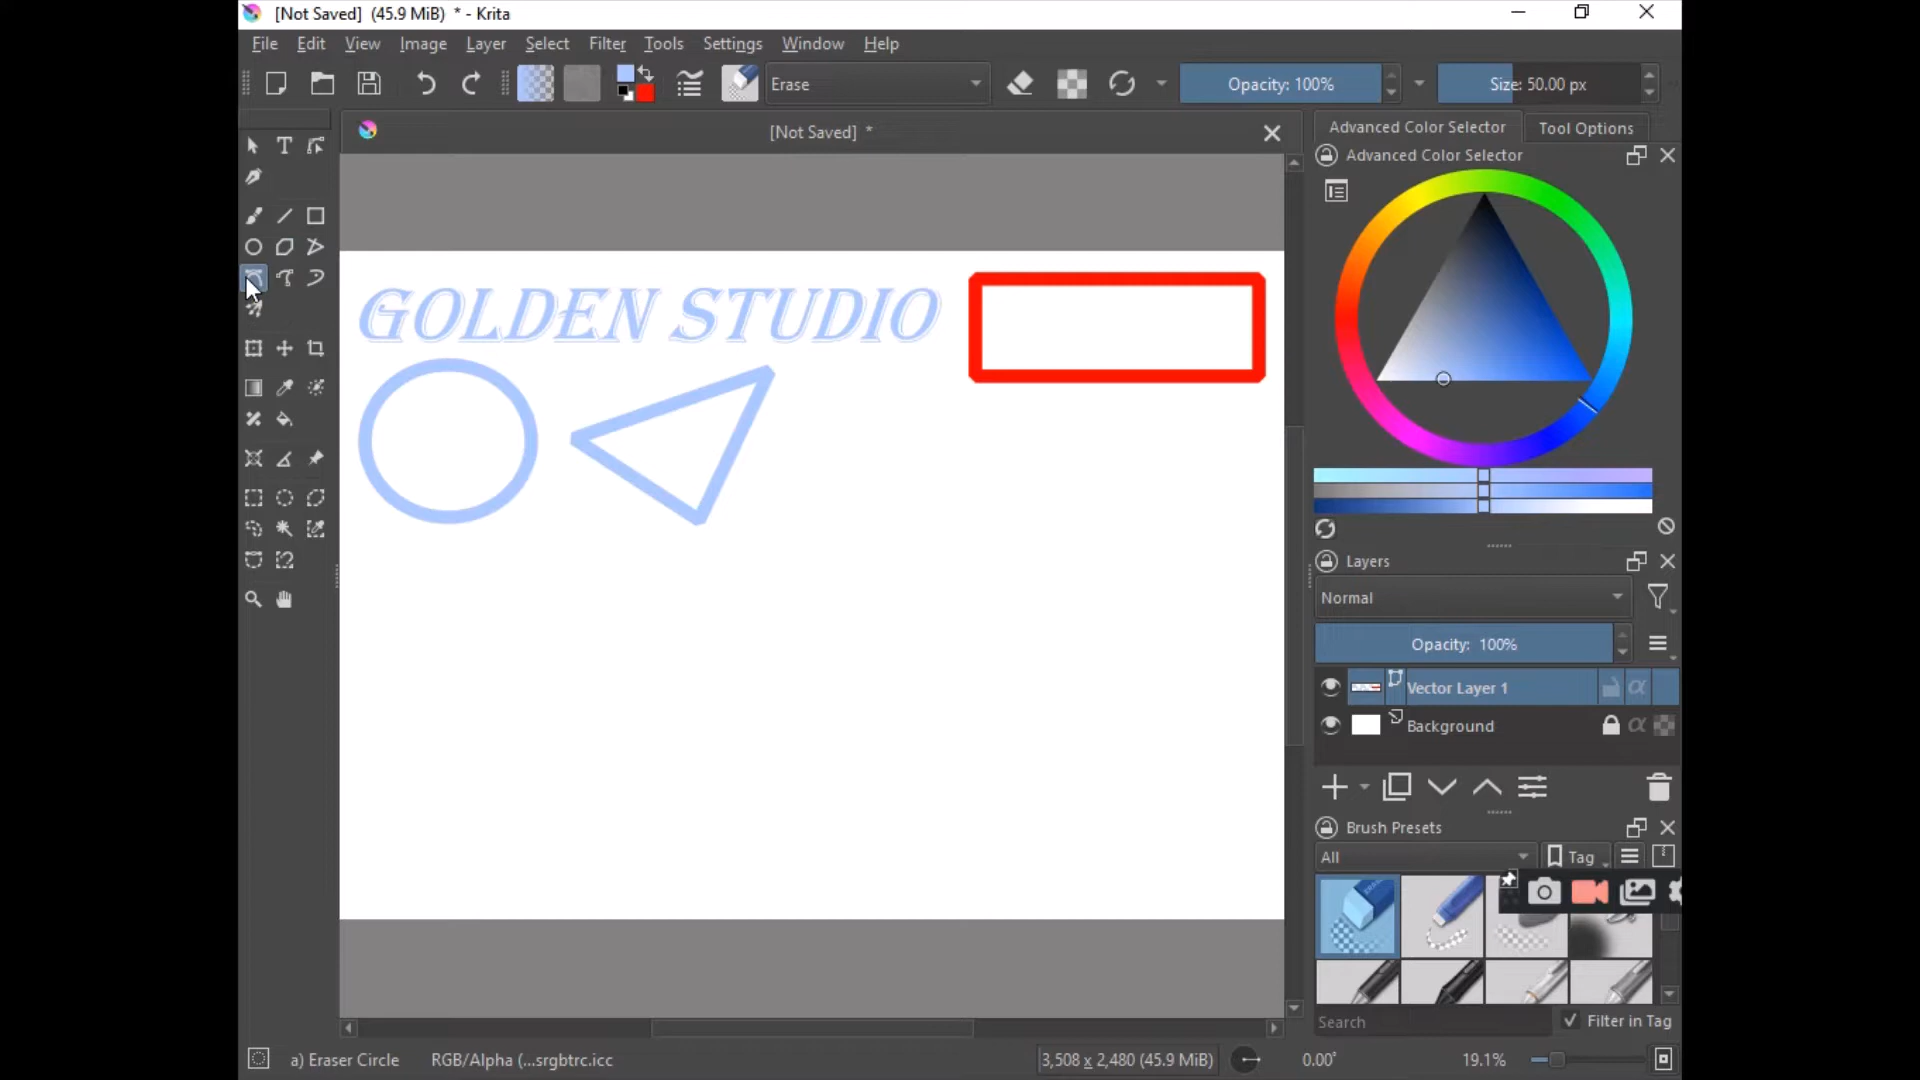 [Not Saved] (45.9 MiB) * - Krita
File Edit View Image Layer Select Filter Tools Settings Window Help
Erase
Opacity: 100%
Size: 50.00 px
[Not Saved] *
Advanced Color Selector
Tool Options
Advanced Color Selector
GOLDEN STUDIO
Layers
Normal
Opacity: 100%
Vector Layer 1
Background
Brush Presets
All
Tag
Search
Filter in Tag
a) Eraser Circle
RGB/Alpha (...srgbtrc.icc
3,508 x 2,480 (45.9 MiB)
0.00°
19.1%